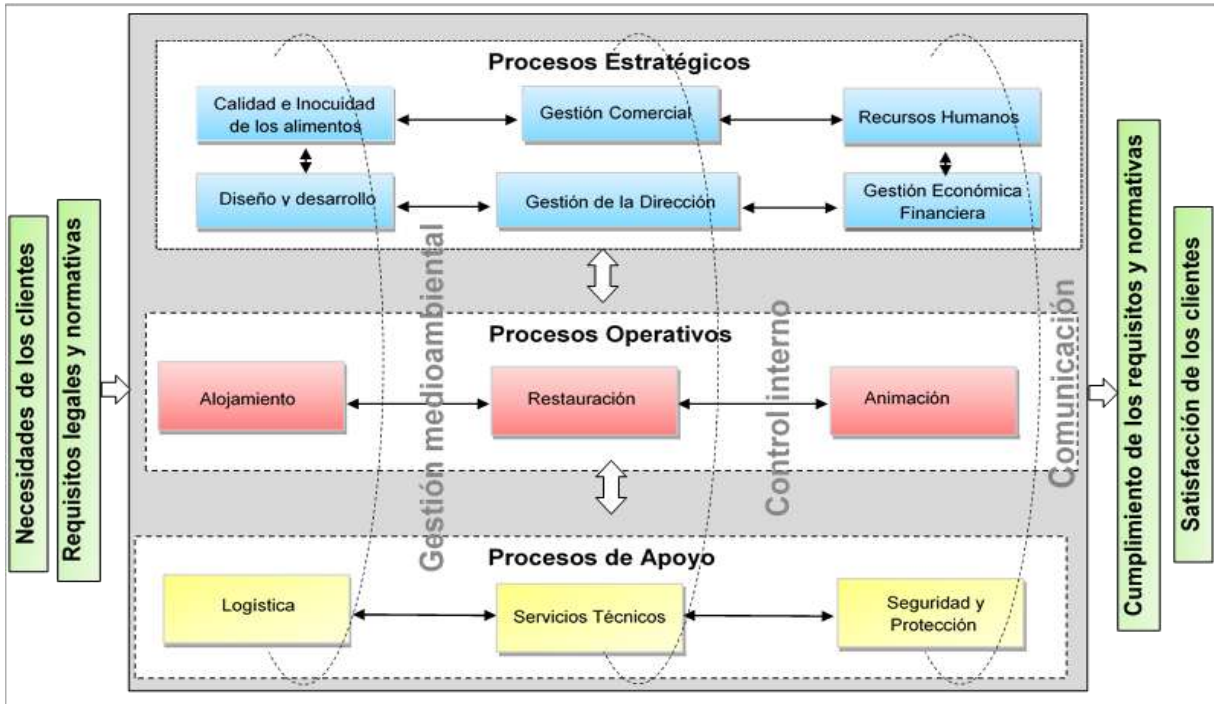 Necesidades de los clientes
Requisitos legales y normativas
Procesos Estratégicos
Calidad e Inocuidad
de los alimentos
Gestión Comercial
Recursos Humanos
Diseño y desarrollo
Gestión de la Dirección
Gestión Económica
Financiera
Gestión medioambiental
Control interno
Comunicación
Procesos Operativos
Alojamiento
Restauración
Animación
Procesos de Apoyo
Logística
Servicios Técnicos
Seguridad y
Protección
Cumplimiento de los requisitos y normativas
Satisfacción de los clientes